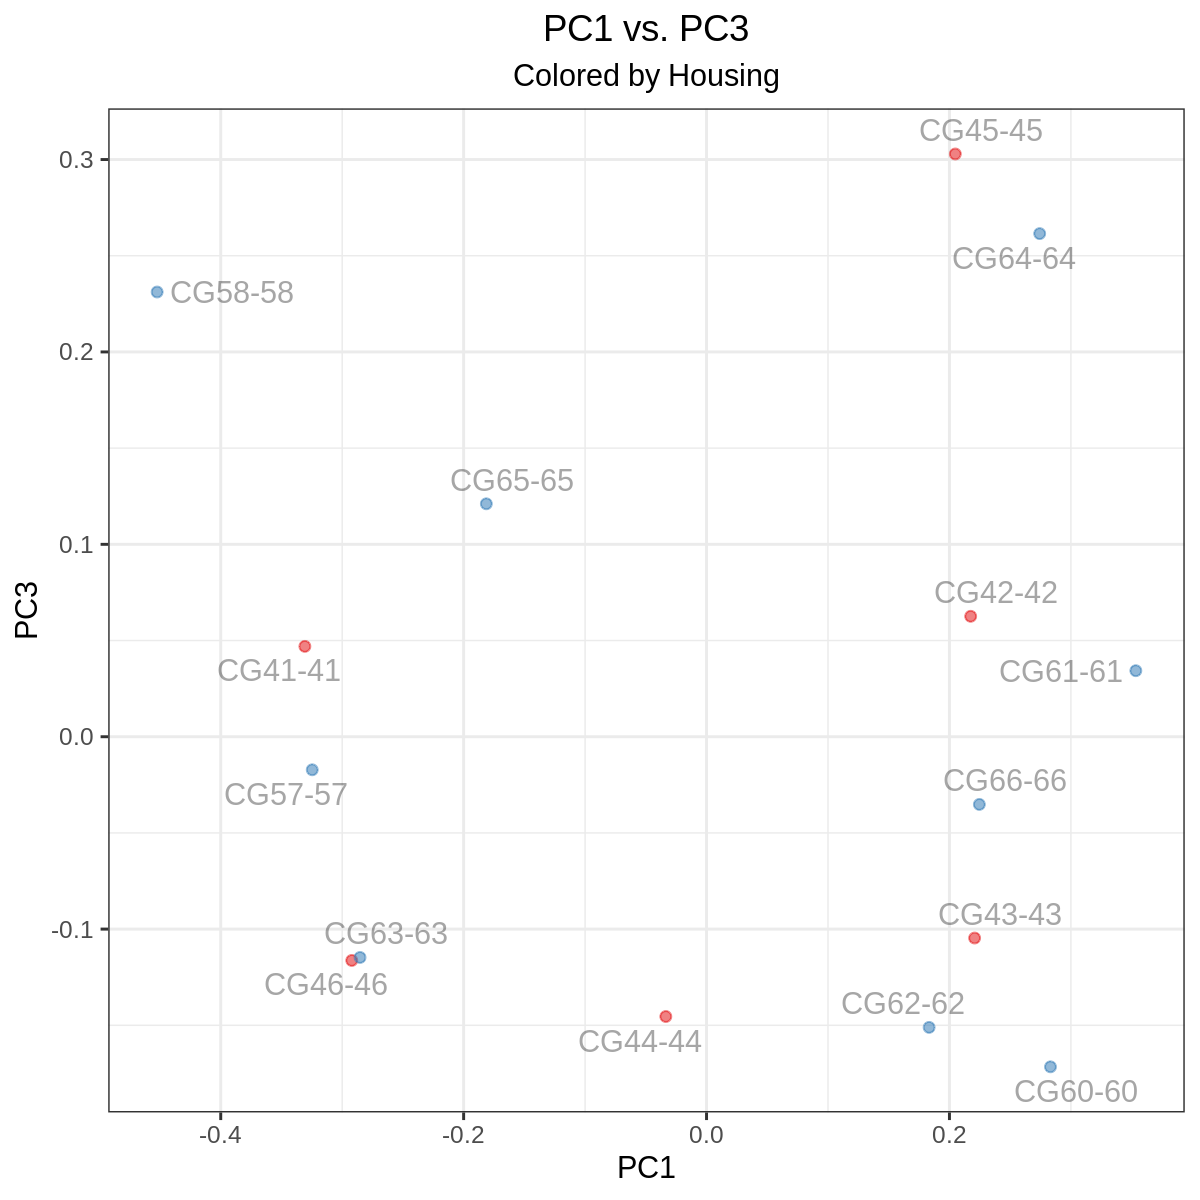 PC1 vs. PC3
Colored by Housing
CG45-45
0.3
CG64-64
CG58-58
0.2
CG65-65
0.1
CG42-42
PC3
CG41-41
CG61-61
0.0
CG66-66
CG57-57
CG43-43
-0.1
CG63-63
CG46-46
CG62-62
CG44-44
CG60-60
-0.4
-0.2
0.0
0.2
PC1